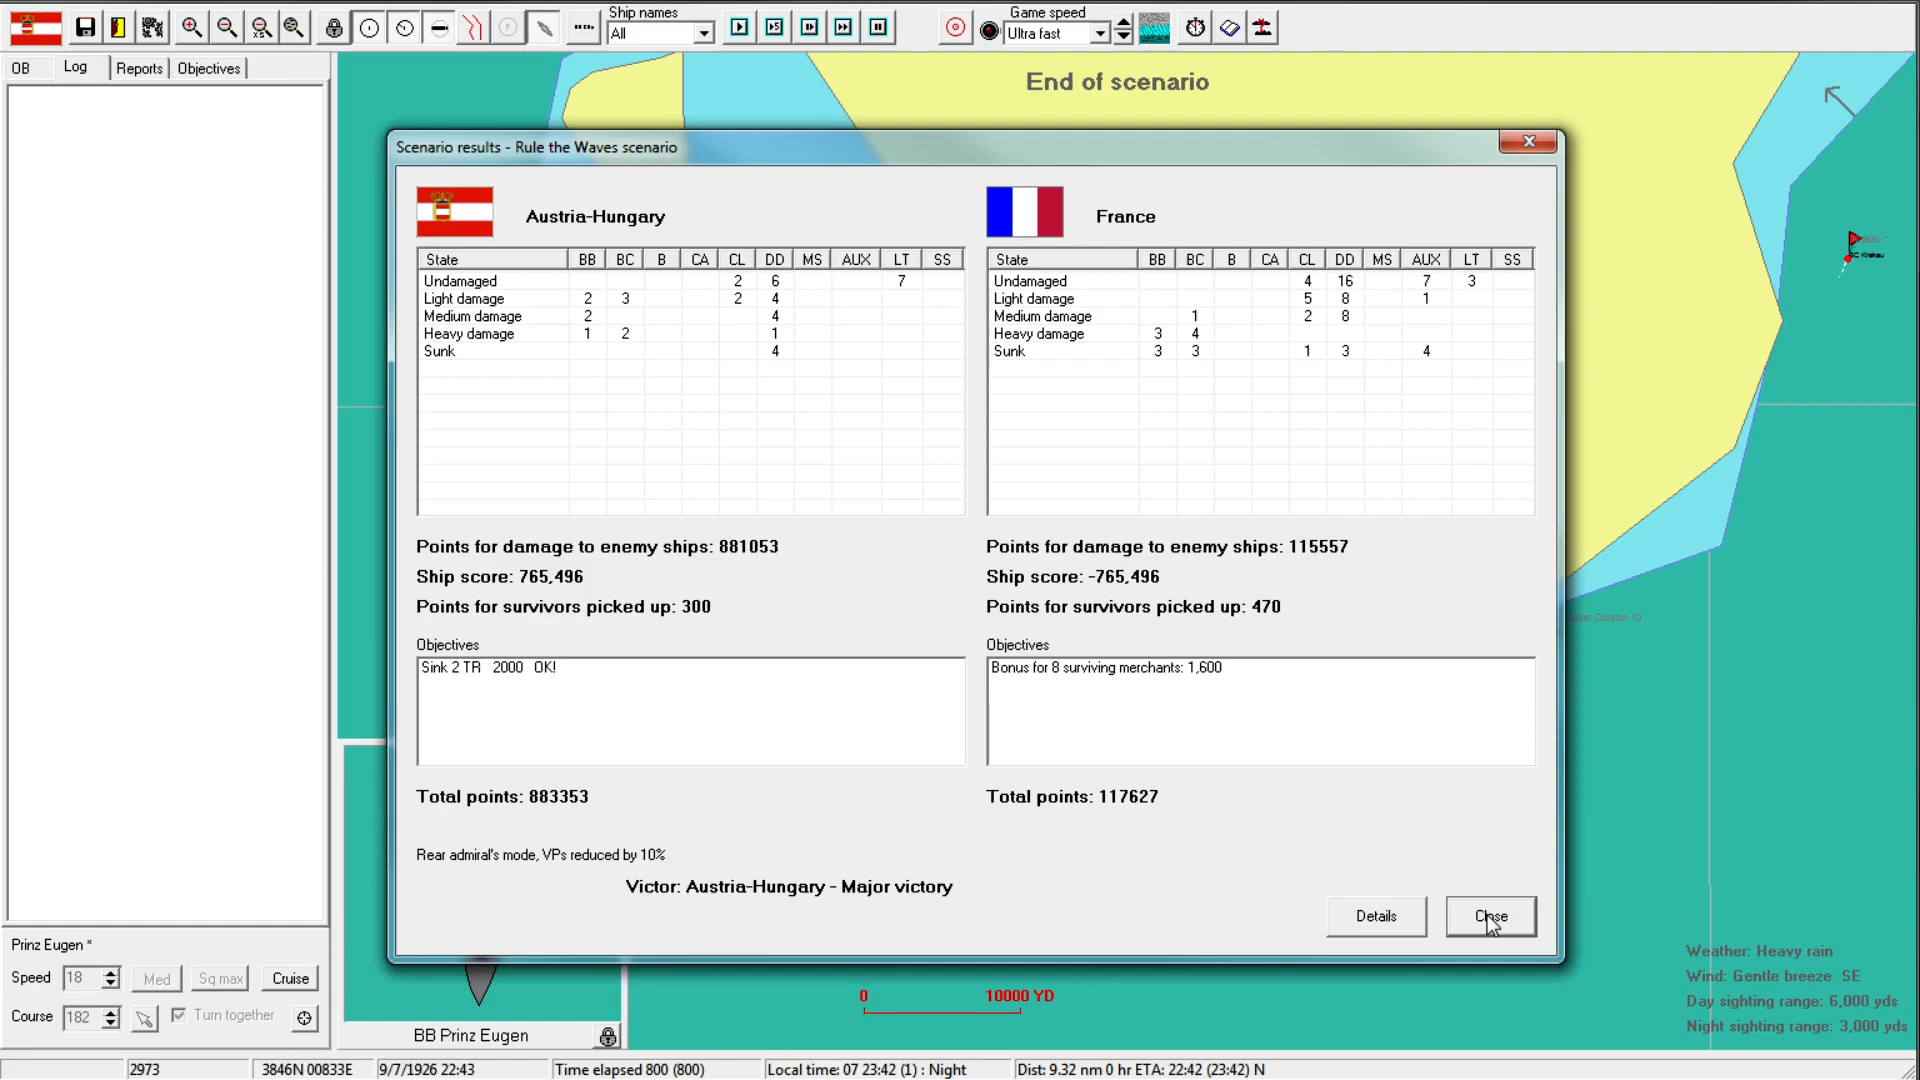 Ship names
Game speed
All
Ultra fast
OB
Log
Reports
Objectives
End of scenario
Scenario results - Rule the Waves scenario
Austria-Hungary
France
State BB BC B CA CL DD MS AUX LT SS
Undamaged 2 6 7
Light damage 2 3 2 4
Medium damage 2 4
Heavy damage 1 2 1
Sunk 4
State BB BC B CA CL DD MS AUX LT SS
Undamaged 4 16 7 3
Light damage 5 8 1
Medium damage 1 2 8
Heavy damage 3 4
Sunk 3 3 1 3 4
Points for damage to enemy ships: 881053
Ship score: 765,496
Points for survivors picked up: 300
Points for damage to enemy ships: 115557
Ship score: -765,496
Points for survivors picked up: 470
Objectives
Sink 2 TR 2000 OK!
Objectives
Bonus for 8 surviving merchants: 1,600
Total points: 883353
Total points: 117627
Rear admiral's mode, VPs reduced by 10%
Victor: Austria-Hungary - Major victory
Details
Close
Division 10
Prinz Eugen *
Speed 18 Med Sq max Cruise
Course 182 Turn together
BB Prinz Eugen
0 10000 YD
Weather: Heavy rain
Wind: Gentle breeze SE
Day sighting range: 6,000 yds
Night sighting range: 3,000 yds
2973
3846N 00833E
9/7/1926 22:43
Time elapsed 800 (800)
Local time: 07 23:42 (1) : Night
Dist: 9.32 nm 0 hr ETA: 22:42 (23:42) N